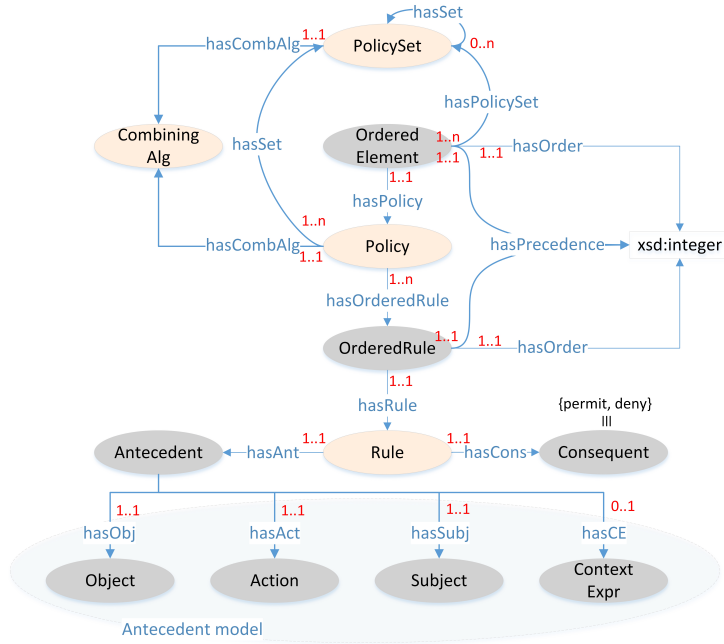 hasSet
hasCombAlg
1..1
PolicySet
0..n
hasPolicySet
Combining
Alg
hasSet
Ordered
Element
1..n
1..1
1..1
hasOrder
1..1
hasPolicy
1..n
hasCombAlg
1..1
Policy
hasPrecedence
xsd:integer
1..n
hasOrderedRule
OrderedRule
1..1
1..1
hasOrder
1..1
hasRule
{permit, deny}
III
Antecedent
hasAnt
1..1
Rule
1..1
hasCons
Consequent
1..1
1..1
1..1
0..1
hasObj
hasAct
hasSubj
hasCE
Object
Action
Subject
Context
Expr
Antecedent model